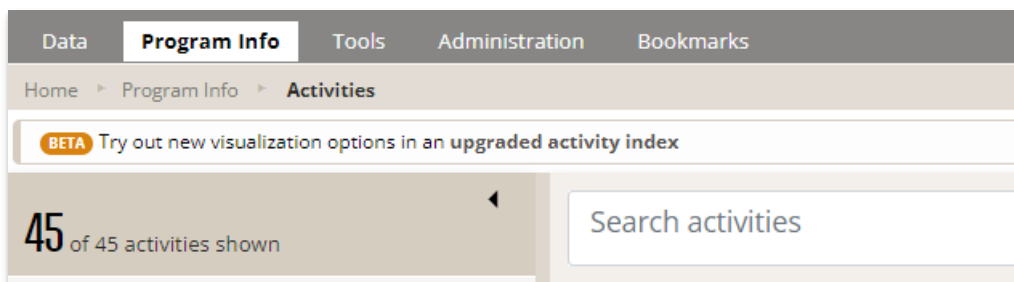 Data Program Info Tools Administration Bookmarks
Home Program Info Activities
BETA Try out new visualization options in an upgraded activity index
45 of 45 activities shown
Search activities